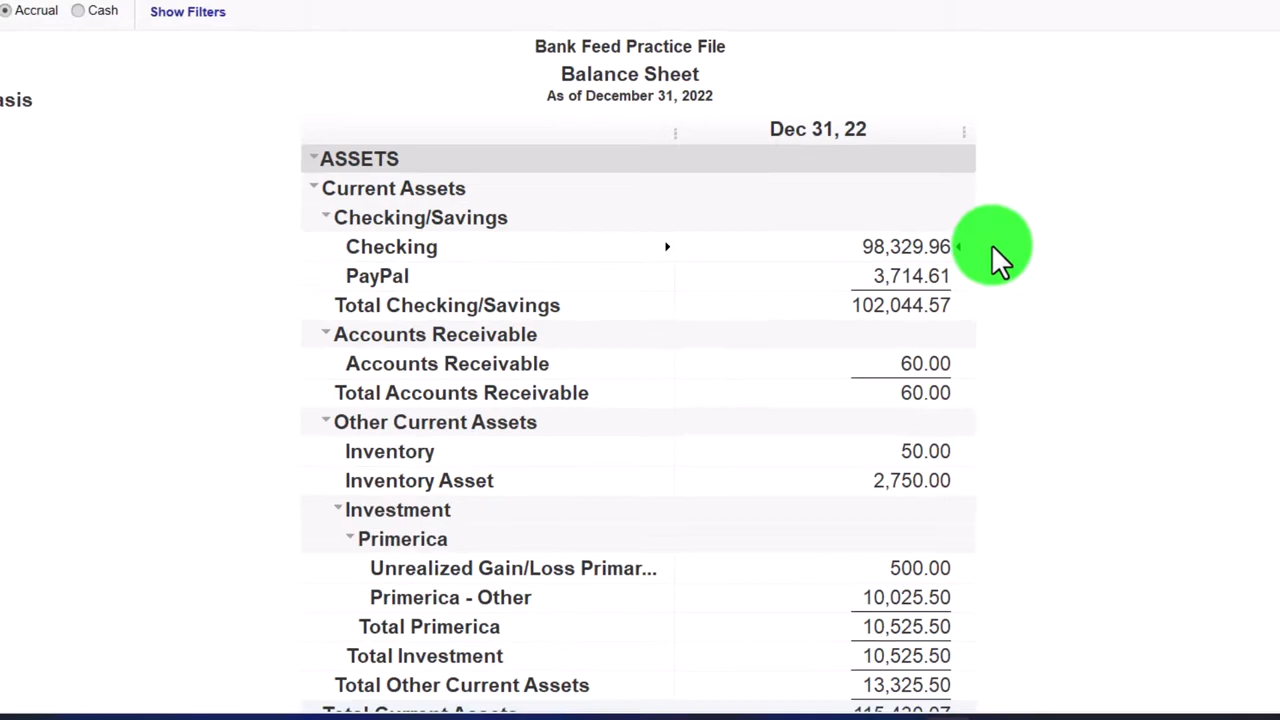 Accrual Cash Show Filters
Bank Feed Practice File
Balance Sheet
As of December 31, 2022
asis
Dec 31, 22
ASSETS
Current Assets
Checking/Savings
Checking 98,329.96
PayPal 3,714.61
Total Checking/Savings 102,044.57
Accounts Receivable
Accounts Receivable 60.00
Total Accounts Receivable 60.00
Other Current Assets
Inventory 50.00
Inventory Asset 2,750.00
Investment
Primerica
Unrealized Gain/Loss Primar... 500.00
Primerica - Other 10,025.50
Total Primerica 10,525.50
Total Investment 10,525.50
Total Other Current Assets 13,325.50
Total Current Assets